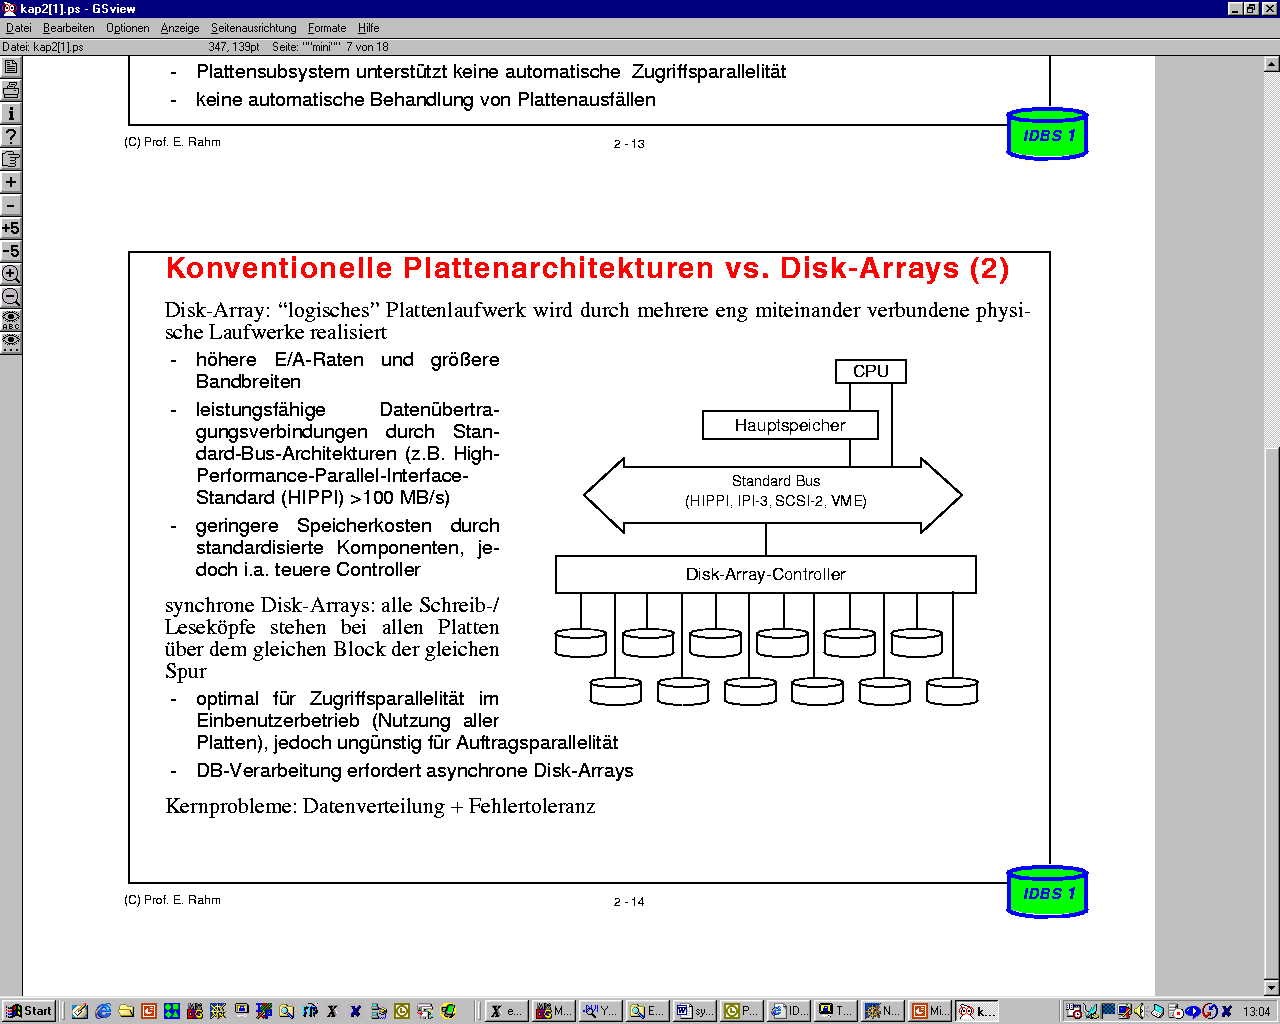 kap2[1].ps - GSview
Datei Bearbeiten Optionen Anzeige Seitenausrichtung Formate Hilfe
Datei: kap2[1].ps 347, 139pt Seite: ""mini"" 7 von 18
- Plattensubsystem unterstützt keine automatische Zugriffsparallelität
- keine automatische Behandlung von Plattenausfällen
IDBS 1
(C) Prof. E. Rahm
2 - 13
+5
-5
ABC
Konventionelle Plattenarchitekturen vs. Disk-Arrays (2)
Disk-Array: “logisches” Plattenlaufwerk wird durch mehrere eng miteinander verbundene physi-
sche Laufwerke realisiert
- höhere E/A-Raten und größere
Bandbreiten
- leistungsfähige Datenübertra-
gungsverbindungen durch Stan-
dard-Bus-Architekturen (z.B. High-
Performance-Parallel-Interface-
Standard (HIPPI) >100 MB/s)
- geringere Speicherkosten durch
standardisierte Komponenten, je-
doch i.a. teuere Controller
synchrone Disk-Arrays: alle Schreib-/
Leseköpfe stehen bei allen Platten
über dem gleichen Block der gleichen
Spur
- optimal für Zugriffsparallelität im
Einbenutzerbetrieb (Nutzung aller
Platten), jedoch ungünstig für Auftragsparallelität
- DB-Verarbeitung erfordert asynchrone Disk-Arrays
Kernprobleme: Datenverteilung + Fehlertoleranz
CPU
Hauptspeicher
Standard Bus
(HIPPI, IPI-3, SCSI-2, VME)
Disk-Array-Controller
IDBS 1
(C) Prof. E. Rahm
2 - 14
Start
e... M... Y... E... sy... P... ID... T... N... Mi... k...
13:04